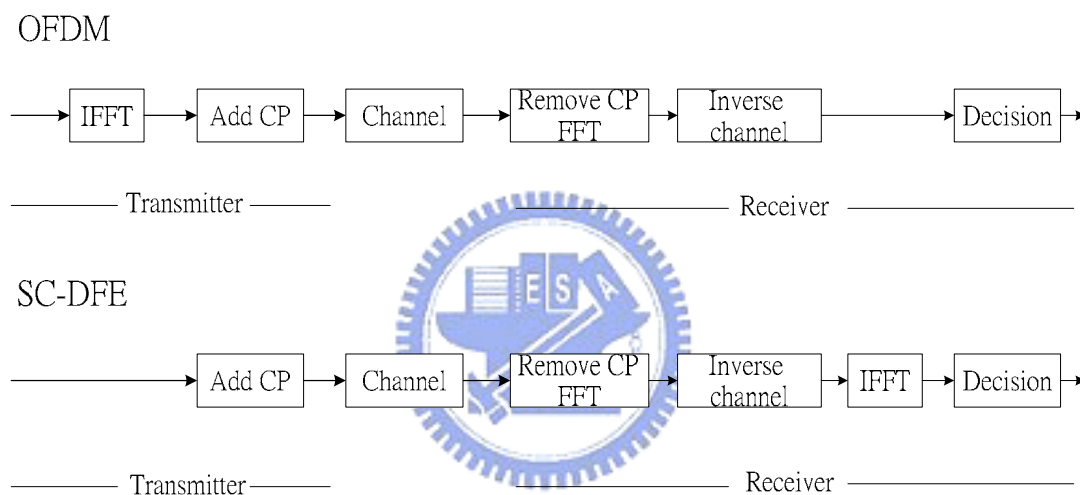 OFDM
IFFT
Add CP
Channel
Remove CP
FFT
Inverse
channel
Decision
Transmitter
Receiver
E S A
SC-DFE
Add CP
Channel
Remove CP
FFT
Inverse
channel
IFFT
Decision
Transmitter
Receiver